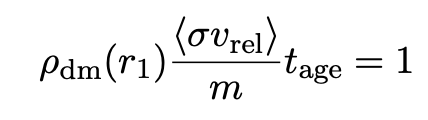 ρ_dm(r_1) ⟨σv_rel⟩/m t_age = 1